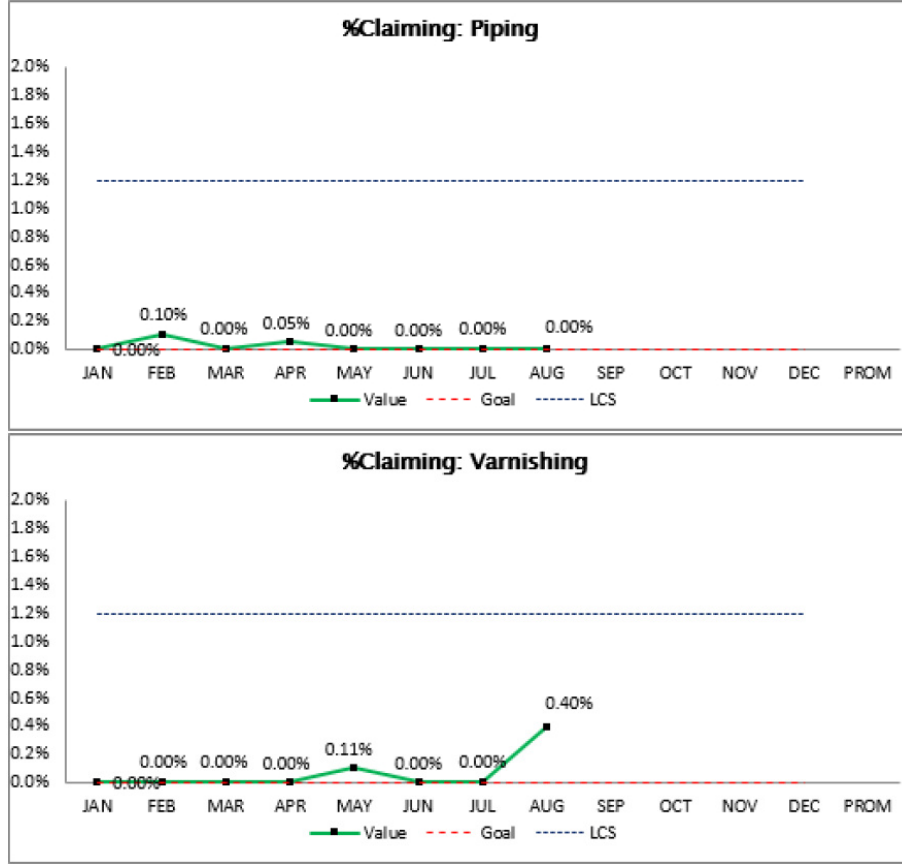 %Claiming: Piping
2.0%
1.8%
1.6%
1.4%
1.2%
1.0%
0.8%
0.6%
0.4%
0.2%
0.0%
0.00% 0.10% 0.00% 0.05% 0.00% 0.00% 0.00% 0.00%
JAN FEB MAR APR MAY JUN JUL AUG SEP OCT NOV DEC PROM
Value Goal LCS
%Claiming: Varnishing
2.0%
1.8%
1.6%
1.4%
1.2%
1.0%
0.8%
0.6%
0.4%
0.2%
0.0%
0.00% 0.00% 0.00% 0.00% 0.11% 0.00% 0.00% 0.40%
JAN FEB MAR APR MAY JUN JUL AUG SEP OCT NOV DEC PROM
Value Goal LCS